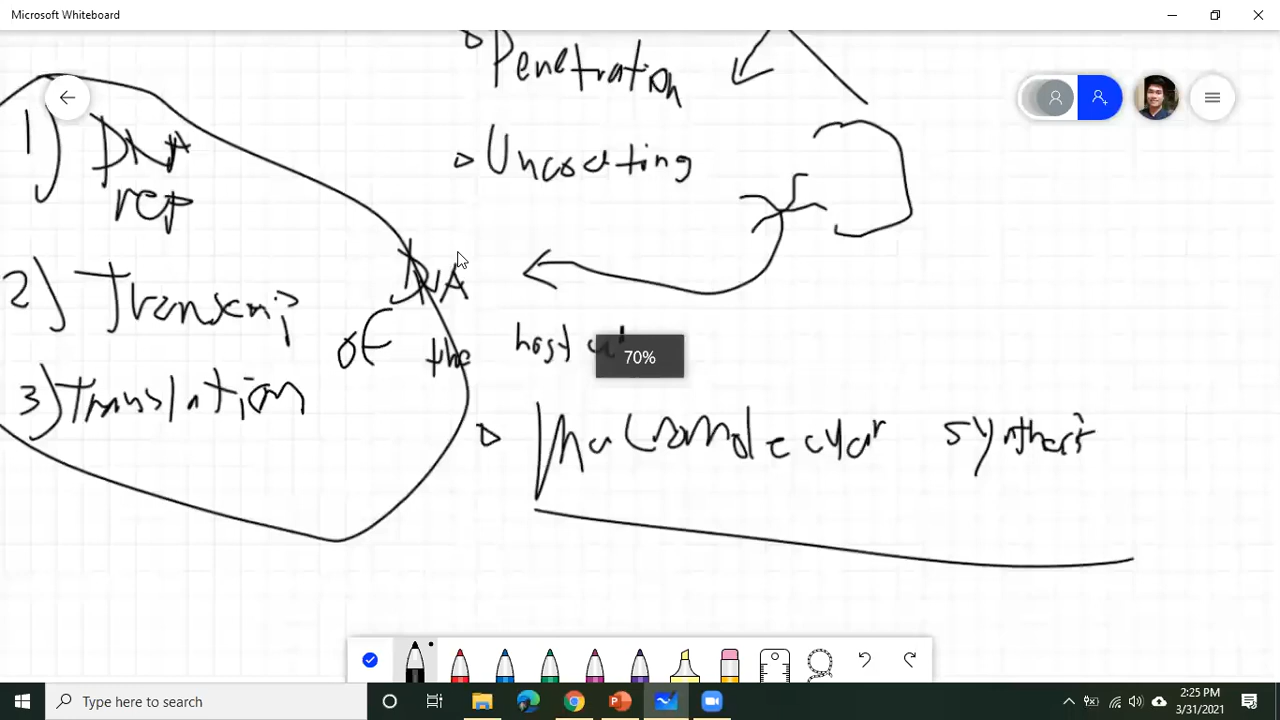 Microsoft Whiteboard
Penetration
Uncoating
1) DNA
rep
2) Transcrip
3) Translation
DNA
of the host
70%
Macromolecular synthesis
Type here to search
2:25 PM
3/31/2021